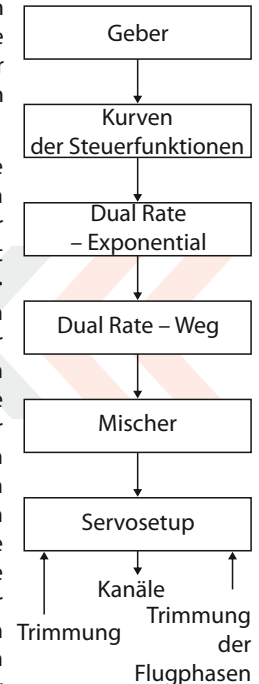 Geber
Kurven
der Steuerfunktionen
Dual Rate
– Exponential
Dual Rate – Weg
Mischer
Servosetup
Kanäle
Trimmung
Trimmung
der
Flugphasen